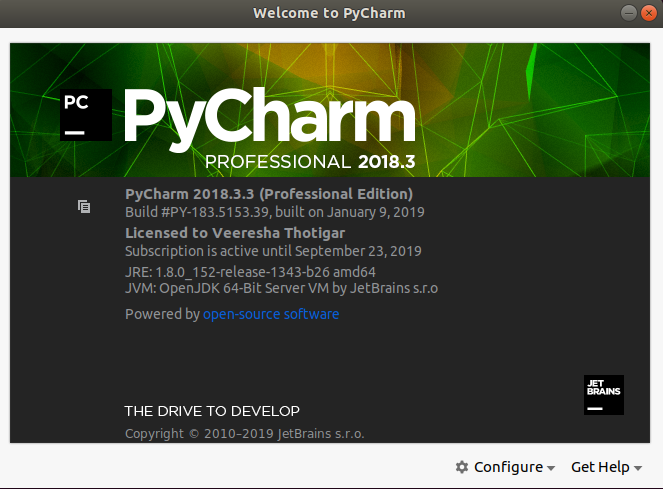 Welcome to PyCharm
PC
PyCharm
PROFESSIONAL 2018.3
PyCharm 2018.3.3 (Professional Edition)
Build #PY-183.5153.39, built on January 9, 2019
Licensed to Veeresha Thotigar
Subscription is active until September 23, 2019
JRE: 1.8.0_152-release-1343-b26 amd64
JVM: OpenJDK 64-Bit Server VM by JetBrains s.r.o
Powered by open-source software
JET
BRAINS
THE DRIVE TO DEVELOP
Copyright © 2010–2019 JetBrains s.r.o.
Configure Get Help